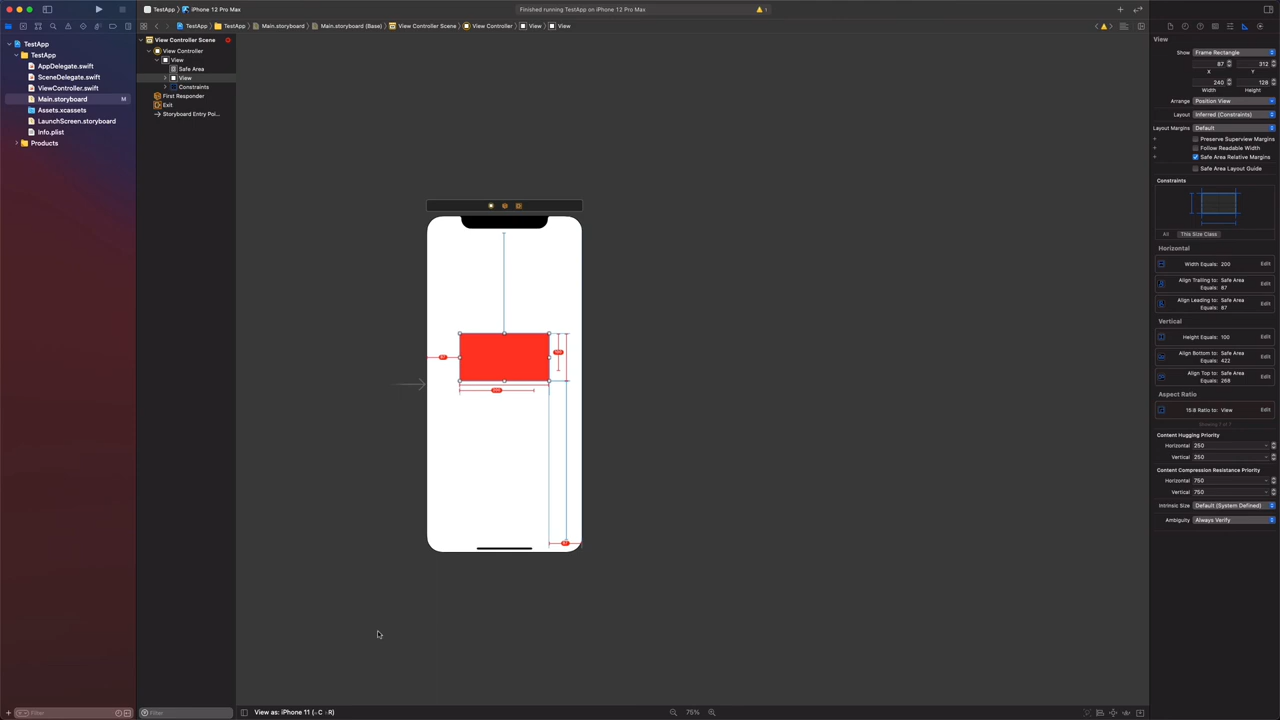 TestApp
iPhone 12 Pro Max
Finished running TestApp on iPhone 12 Pro Max
1
TestApp
TestApp
Main.storyboard
Main.storyboard (Base)
View Controller Scene
View Controller
View
View
TestApp
TestApp
AppDelegate.swift
SceneDelegate.swift
ViewController.swift
Main.storyboard
M
Assets.xcassets
LaunchScreen.storyboard
Info.plist
Products
View Controller Scene
View Controller
View
Safe Area
View
Constraints
First Responder
Exit
Storyboard Entry Poi...
87
87
View
Show
Frame Rectangle
87
312
X
Y
240
128
Width
Height
Arrange
Position View
Layout
Inferred (Constraints)
Layout Margins
Default
Preserve Superview Margins
Follow Readable Width
Safe Area Relative Margins
Safe Area Layout Guide
Constraints
All
This Size Class
Horizontal
Width Equals: 200
Edit
Align Trailing to: Safe Area
Equals: 87
Edit
Align Leading to: Safe Area
Equals: 87
Edit
Vertical
Height Equals: 100
Edit
Align Bottom to: Safe Area
Equals: 422
Edit
Align Top to: Safe Area
Equals: 268
Edit
Aspect Ratio
15:8 Ratio to: View
Edit
Showing 7 of 7
Content Hugging Priority
Horizontal
250
Vertical
250
Content Compression Resistance Priority
Horizontal
750
Vertical
750
Intrinsic Size
Default (System Defined)
Ambiguity
Always Verify
Filter
Filter
View as: iPhone 11
75%